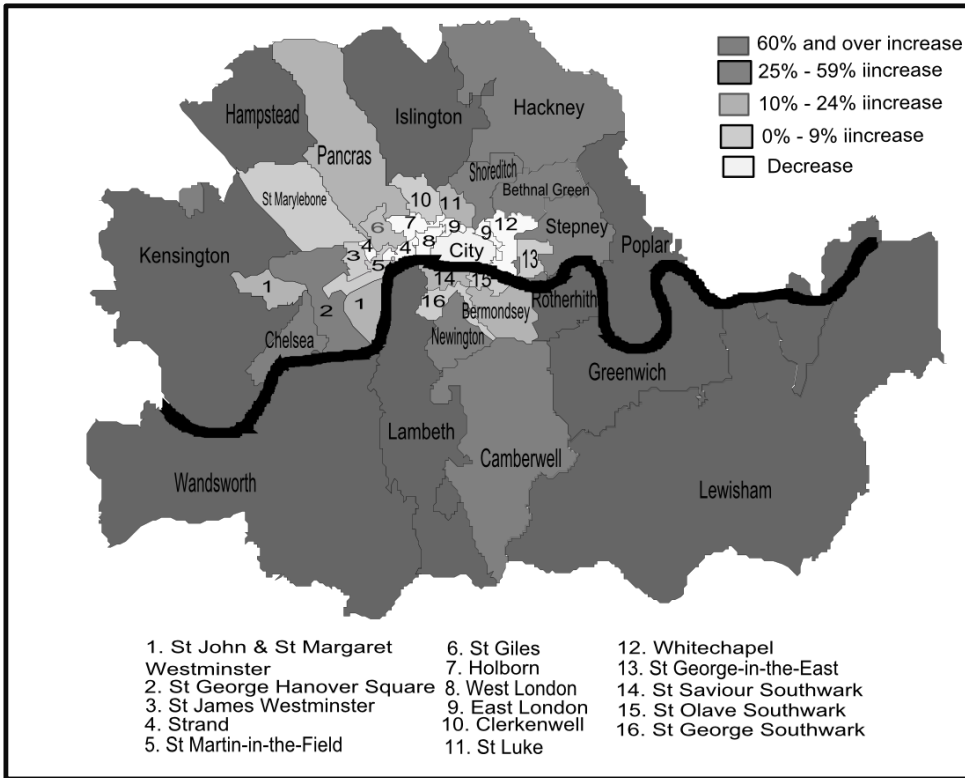 60% and over increase
25% - 59% iincrease
10% - 24% iincrease
0% - 9% iincrease
Decrease
Hampstead
Islington
Hackney
Pancras
Shoreditch
Bethnal Green
St Marylebone
10
11
Stepney
6
7
9
9
12
Kensington
3
4
4
8
City
13
Poplar
5
1
2
1
14
15
16
Rotherhith
Bermondsey
Chelsea
Newington
Greenwich
Lambeth
Camberwell
Wandsworth
Lewisham
1. St John & St Margaret
Westminster
2. St George Hanover Square
3. St James Westminster
4. Strand
5. St Martin-in-the-Field
6. St Giles
7. Holborn
8. West London
9. East London
10. Clerkenwell
11. St Luke
12. Whitechapel
13. St George-in-the-East
14. St Saviour Southwark
15. St Olave Southwark
16. St George Southwark